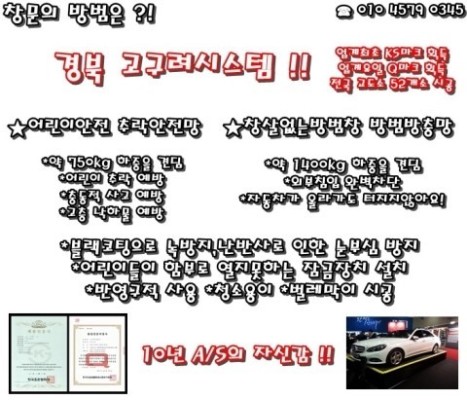 창문의 방범은 ?!
☎ 010 4579 0345
경북 고구려시스템 !!
업계최초 KS마크 획득
업계유일 Q마크 획득
전국 교도소 52개소 시공
★어린이안전 추락안전망
*약 750kg 하중을 견딤
*어린이 추락 예방
*충동적 사고 예방
*고층 낙하물 예방
★창살없는방범창 방범방충망
*약 1400kg 하중을 견딤
*외부침입 완벽차단
*자동차가 올라가도 터지지않아요!
*블랙코팅으로 녹방지,난반사로 인한 눈부심 방지
*어린이들이 함부로 열지못하는 잠금장치 설치
*반영구적 사용 *청소용이 *벌레막이 시공
10년 A/S의 자신감 !!